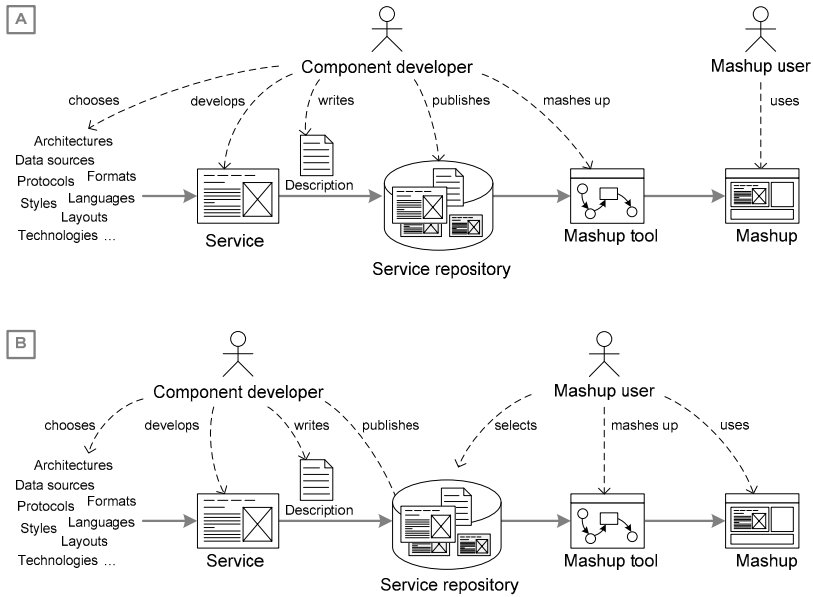 A
Component developer
Mashup user
chooses
develops
writes
publishes
mashes up
uses
Architectures
Data sources
Protocols Formats
Styles Languages
Layouts
Technologies ...
Description
Service
Service repository
Mashup tool
Mashup
B
Component developer
Mashup user
chooses
develops
writes
publishes
selects
mashes up
uses
Architectures
Data sources
Protocols Formats
Styles Languages
Layouts
Technologies ...
Description
Service
Service repository
Mashup tool
Mashup